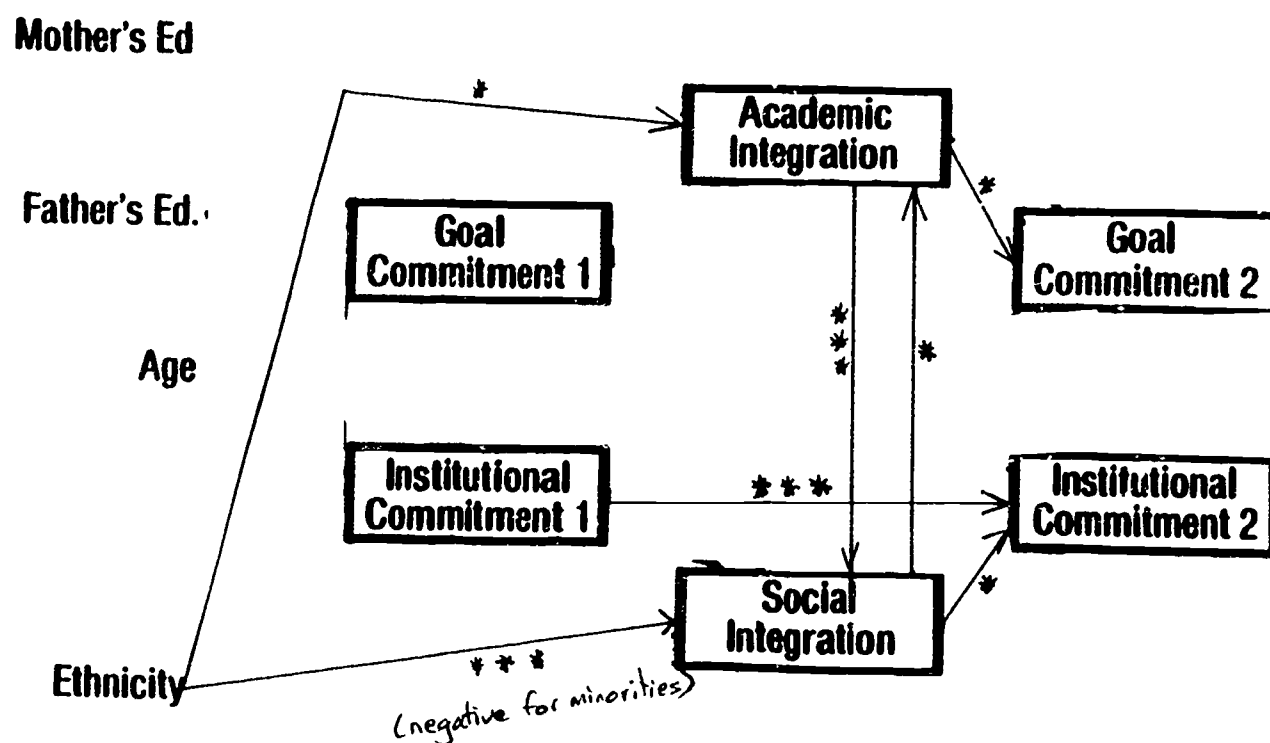 Mother's Ed
*
Academic
Integration
*
Father's Ed.
Goal
Commitment 1
Goal
Commitment 2
***
*
Age
Institutional
Commitment 1
***
Institutional
Commitment 2
*
Social
Integration
Ethnicity
***
(negative for minorities)